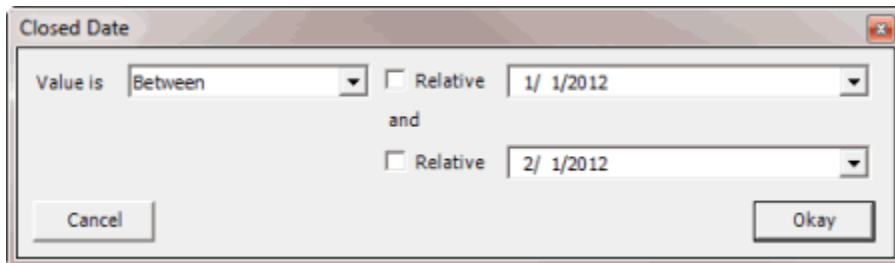 Closed Date
Value is Between Relative 1/ 1/2012
and
Relative 2/ 1/2012
Cancel Okay